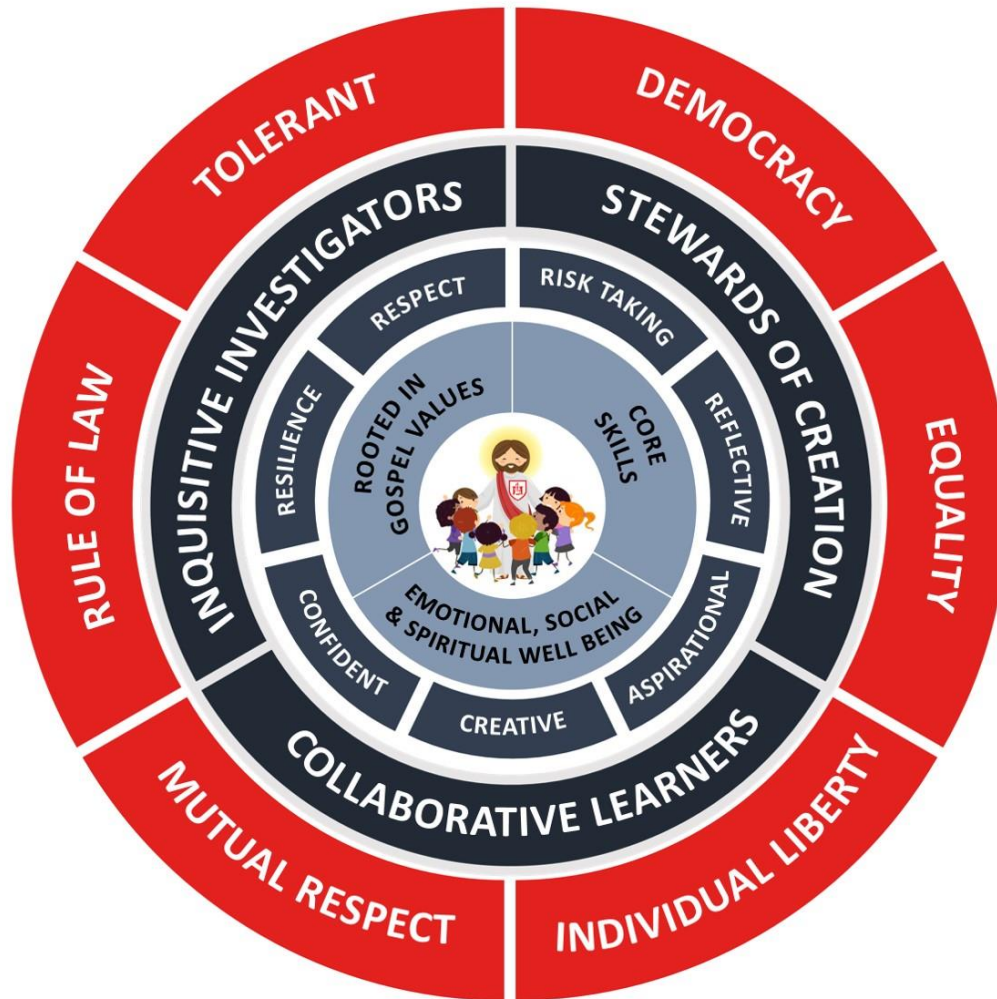 TOLERANT
DEMOCRACY
EQUALITY
INDIVIDUAL LIBERTY
MUTUAL RESPECT
RULE OF LAW
INQUISITIVE INVESTIGATORS
STEWARDS OF CREATION
COLLABORATIVE LEARNERS
RESPECT
RISK TAKING
REFLECTIVE
ASPIRATIONAL
CREATIVE
CONFIDENT
RESILIENCE
ROOTED IN
GOSPEL VALUES
CORE
SKILLS
EMOTIONAL, SOCIAL
& SPIRITUAL WELL BEING